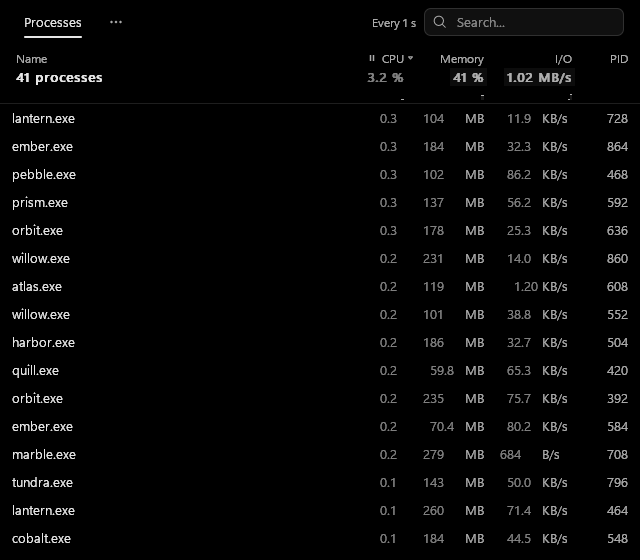 Processes ··· Every 1 s Search...
Name CPU Memory I/O PID
41 processes 3.2 % 41 % 1.02 MB/s
lantern.exe 0.3 104 MB 11.9 KB/s 728
ember.exe 0.3 184 MB 32.3 KB/s 864
pebble.exe 0.3 102 MB 86.2 KB/s 468
prism.exe 0.3 137 MB 56.2 KB/s 592
orbit.exe 0.3 178 MB 25.3 KB/s 636
willow.exe 0.2 231 MB 14.0 KB/s 860
atlas.exe 0.2 119 MB 1.20 KB/s 608
willow.exe 0.2 101 MB 38.8 KB/s 552
harbor.exe 0.2 186 MB 32.7 KB/s 504
quill.exe 0.2 59.8 MB 65.3 KB/s 420
orbit.exe 0.2 235 MB 75.7 KB/s 392
ember.exe 0.2 70.4 MB 80.2 KB/s 584
marble.exe 0.2 279 MB 684 B/s 708
tundra.exe 0.1 143 MB 50.0 KB/s 796
lantern.exe 0.1 260 MB 71.4 KB/s 464
cobalt.exe 0.1 184 MB 44.5 KB/s 548